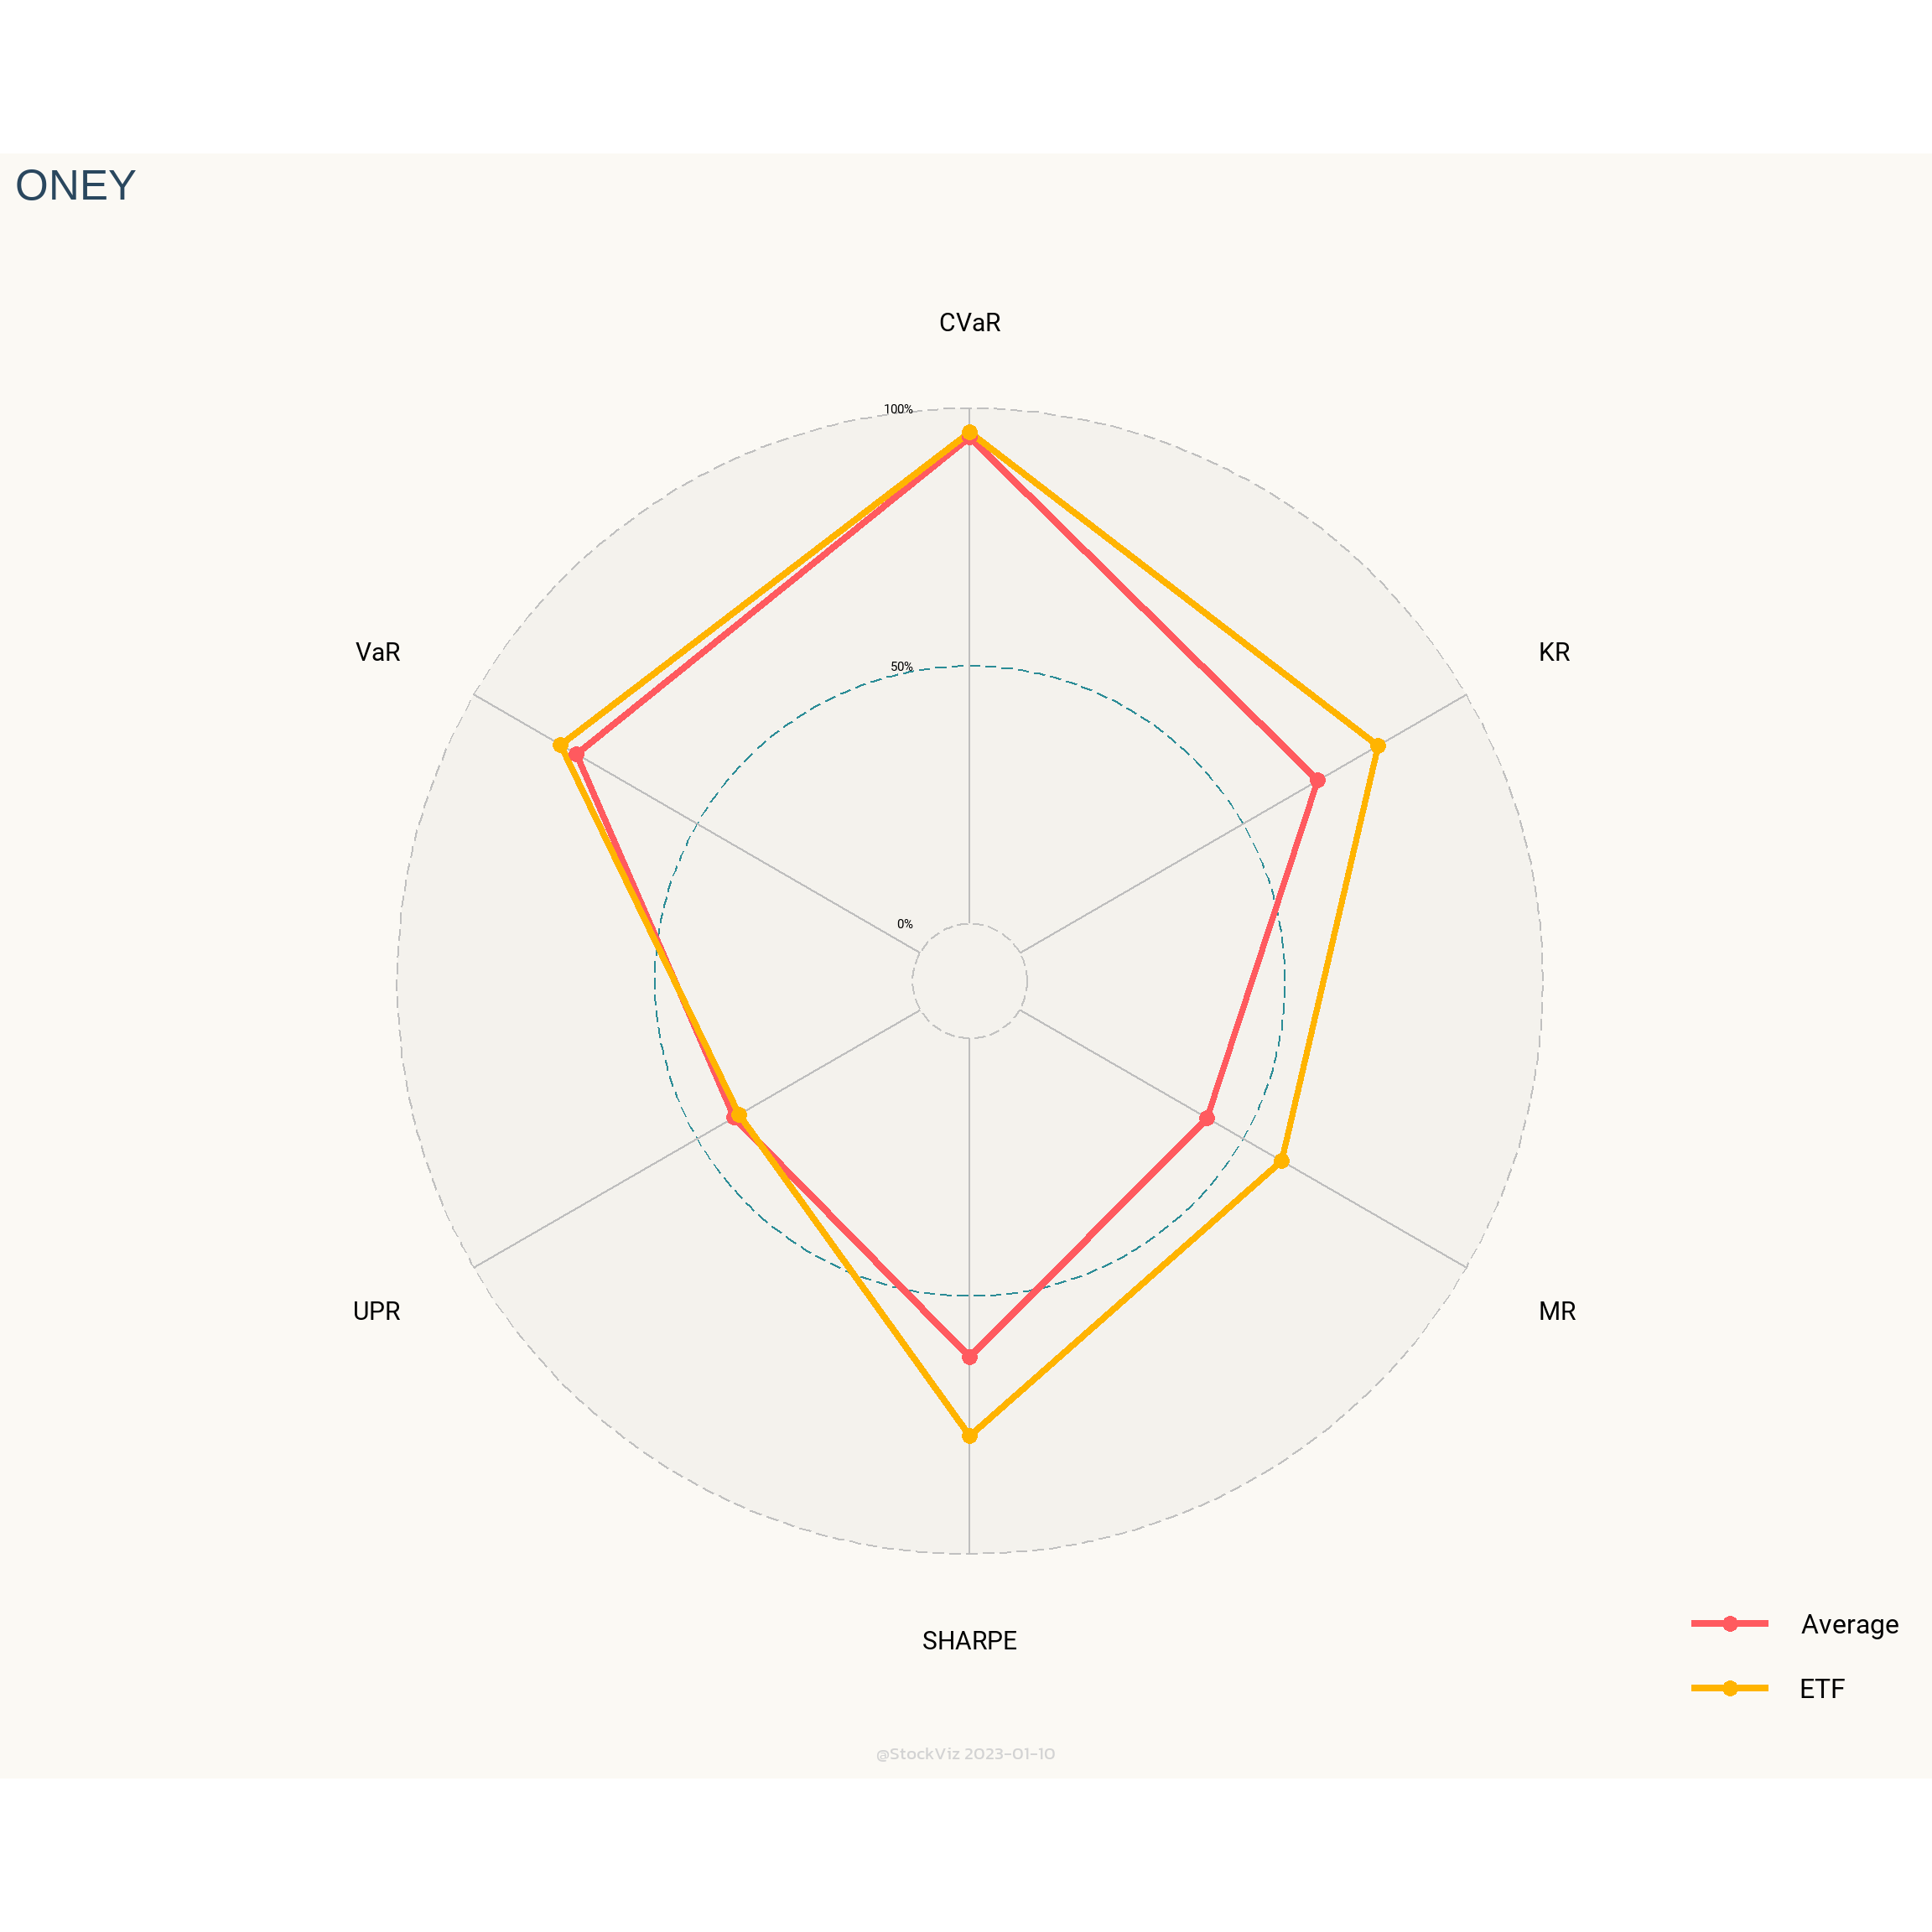 ONEY
CVaR
100%
VaR
KR
50%
0%
UPR
MR
SHARPE
Average
ETF
@StockViz 2023-01-10